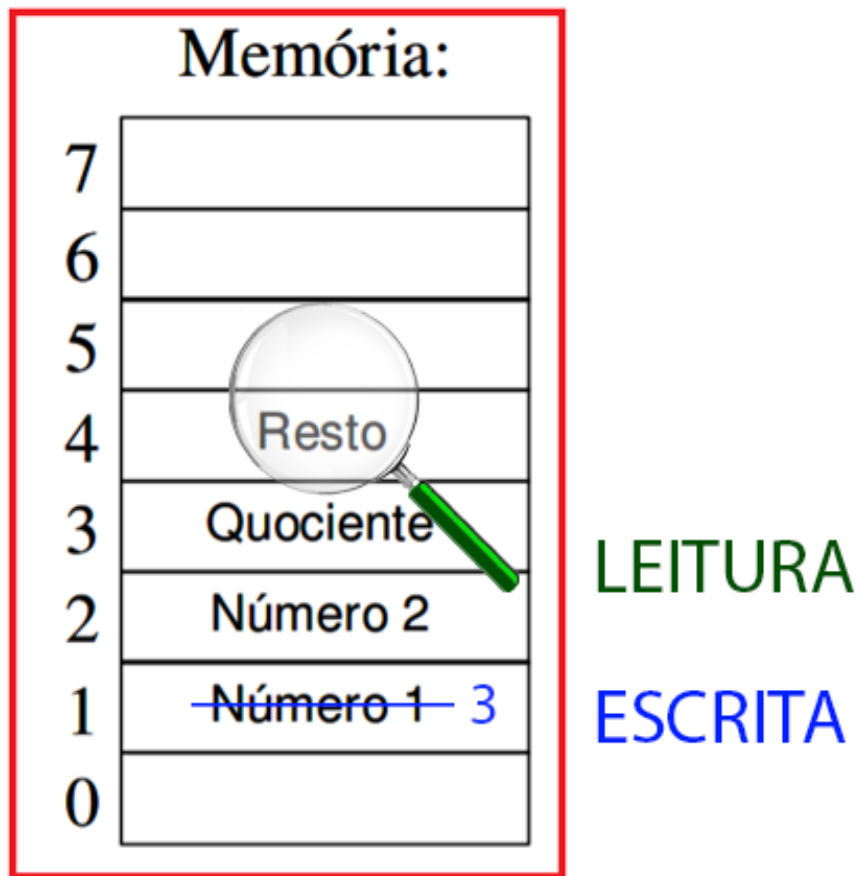 Memória:
7
6
5
4 Resto
3 Quociente
LEITURA
2 Número 2
1 Número 1 3
ESCRITA
0